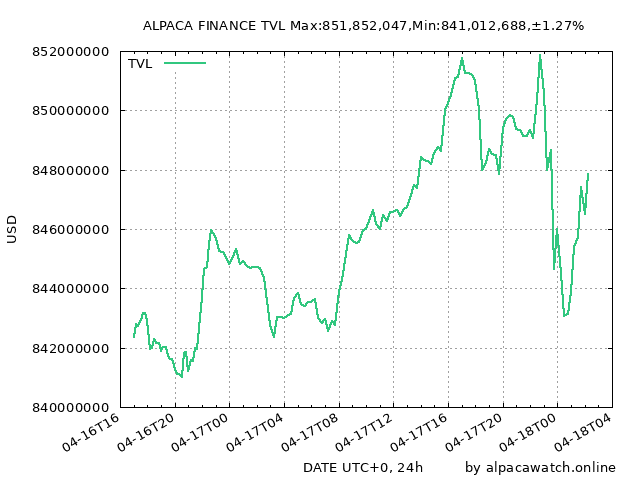 ALPACA FINANCE TVL Max:851,852,047,Min:841,012,688,±1.27%
852000000
TVL
850000000
848000000
846000000
USD
844000000
842000000
840000000
04-16T16
04-16T20
04-17T00
04-17T04
04-17T08
04-17T12
04-17T16
04-17T20
04-18T00
04-18T04
DATE UTC+0, 24h
by alpacawatch.online